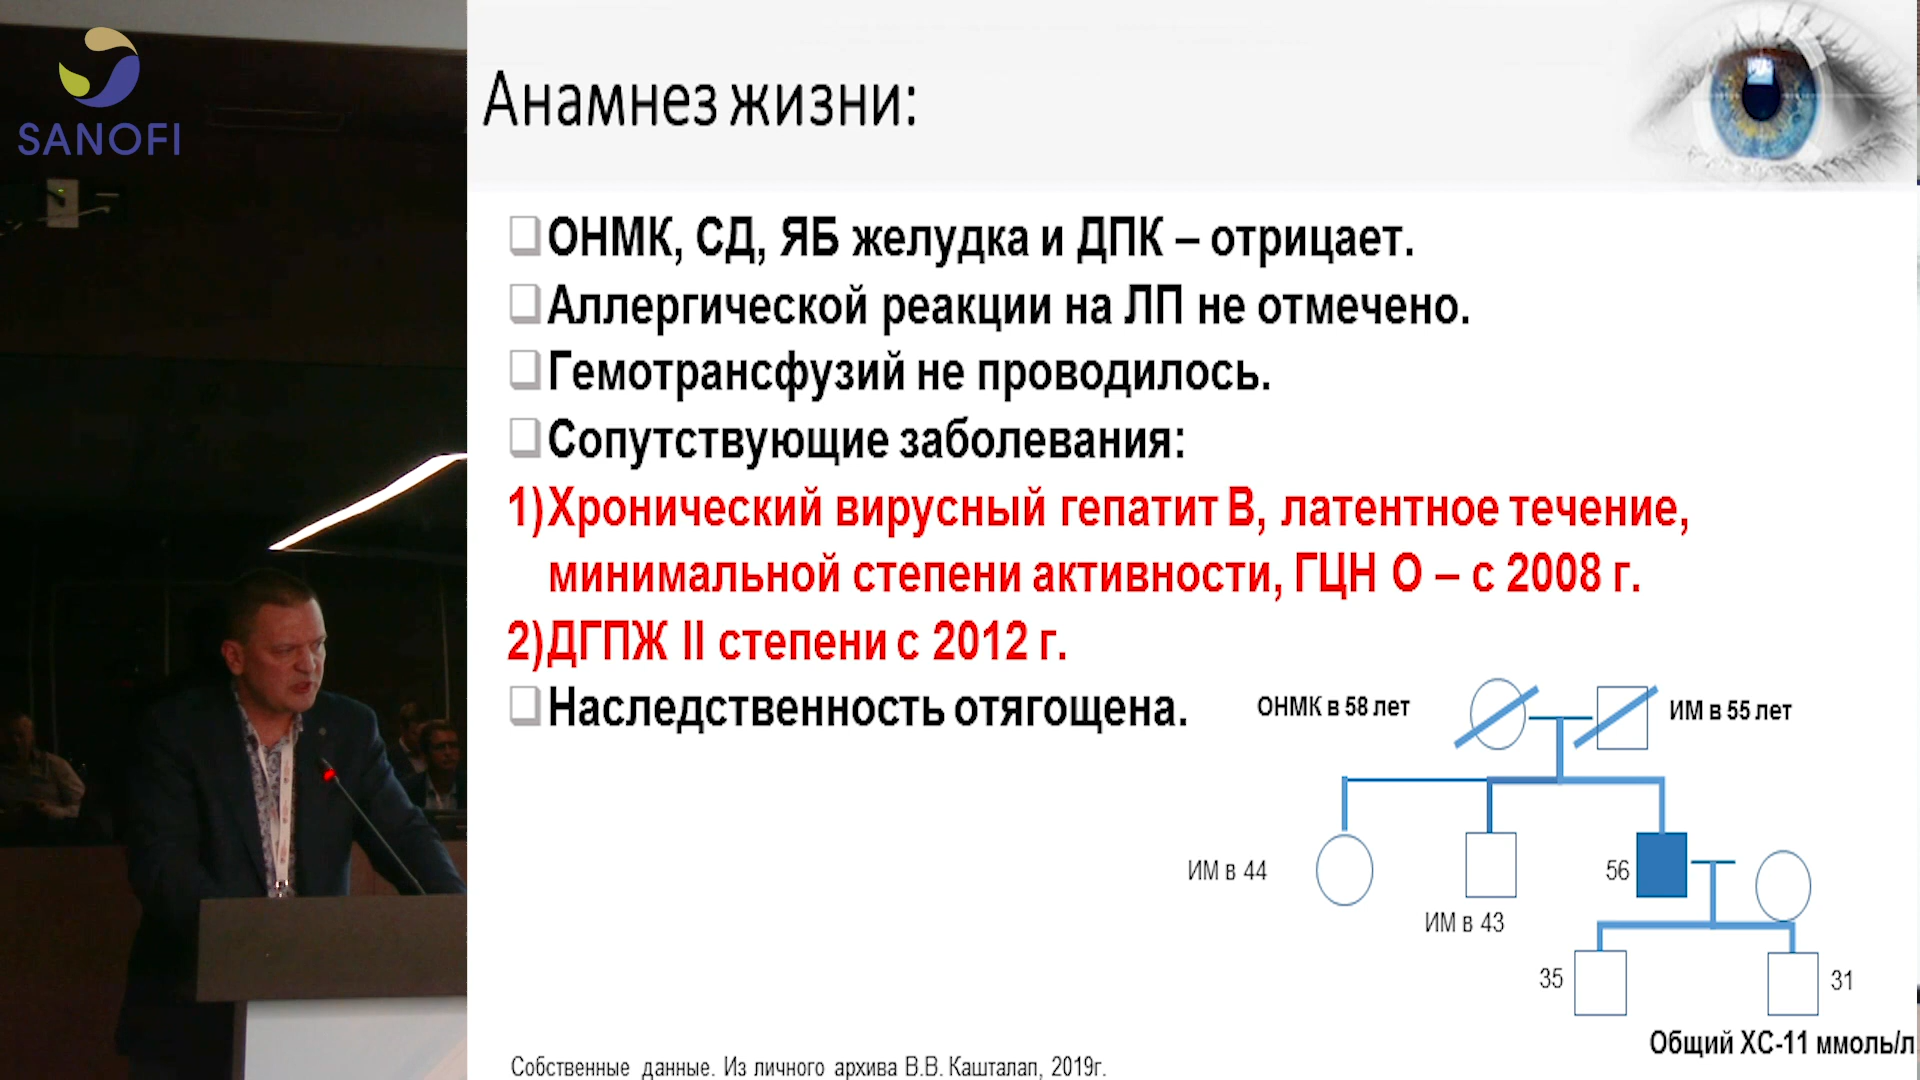 SANOFI
Анамнез жизни:
ОНМК, СД, ЯБ желудка и ДПК – отрицает.
Аллергической реакции на ЛП не отмечено.
Гемотрансфузий не проводилось.
Сопутствующие заболевания:
1)Хронический вирусный гепатит В, латентное течение,
минимальной степени активности, ГЦН О – с 2008 г.
2)ДГПЖ II степени с 2012 г.
Наследственность отягощена.
ОНМК в 58 лет
ИМ в 55 лет
ИМ в 44
56
ИМ в 43
35
31
Общий ХС-11 ммоль/л
Собственные данные. Из личного архива В.В. Кашталап, 2019г.